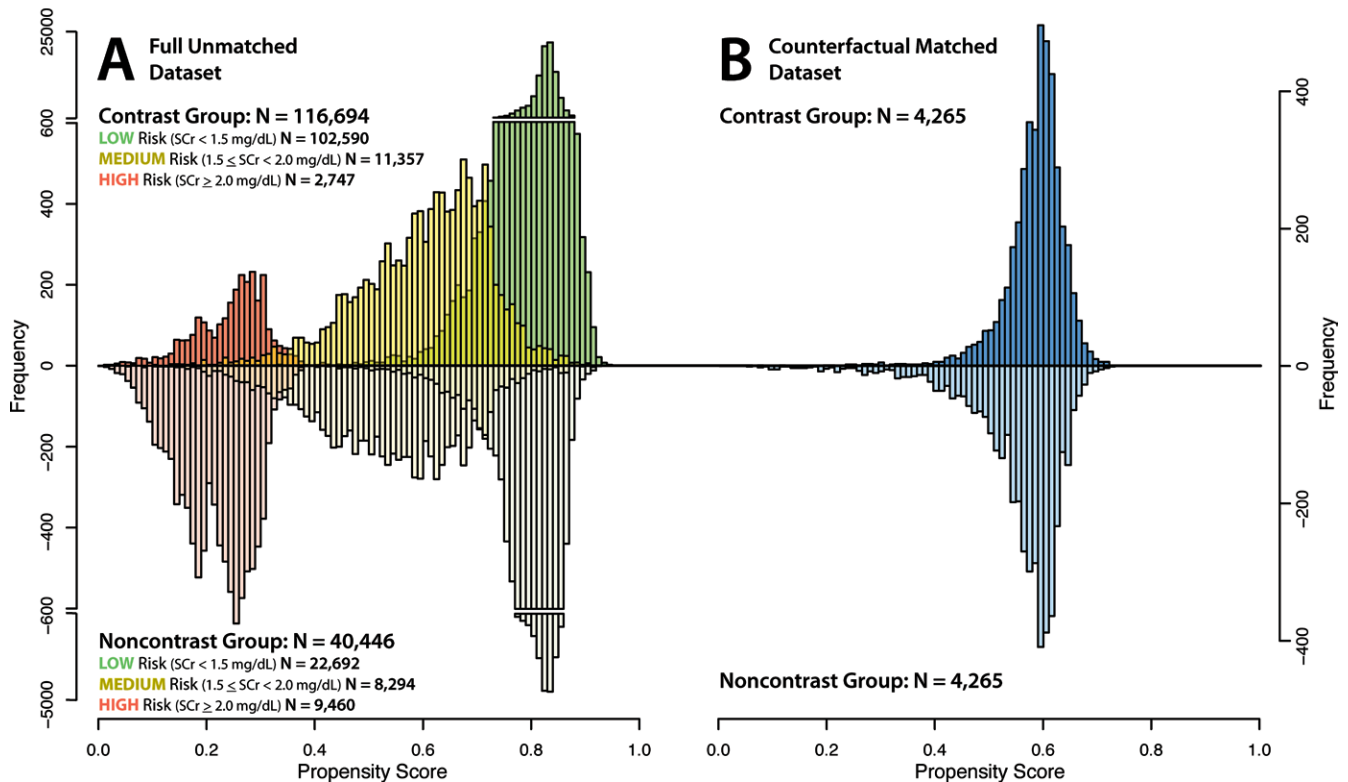 A Full Unmatched
Dataset
Contrast Group: N = 116,694
LOW Risk (SCr < 1.5 mg/dL) N = 102,590
MEDIUM Risk (1.5 ≤ SCr < 2.0 mg/dL) N = 11,357
HIGH Risk (SCr ≥ 2.0 mg/dL) N = 2,747
Noncontrast Group: N = 40,446
LOW Risk (SCr < 1.5 mg/dL) N = 22,692
MEDIUM Risk (1.5 ≤ SCr < 2.0 mg/dL) N = 8,294
HIGH Risk (SCr ≥ 2.0 mg/dL) N = 9,460
Frequency
25000
600
400
200
0
-200
-400
-600
-5000
0.0 0.2 0.4 0.6 0.8 1.0
Propensity Score
B Counterfactual Matched
Dataset
Contrast Group: N = 4,265
Noncontrast Group: N = 4,265
400
200
0
-200
-400
Frequency
0.0 0.2 0.4 0.6 0.8 1.0
Propensity Score